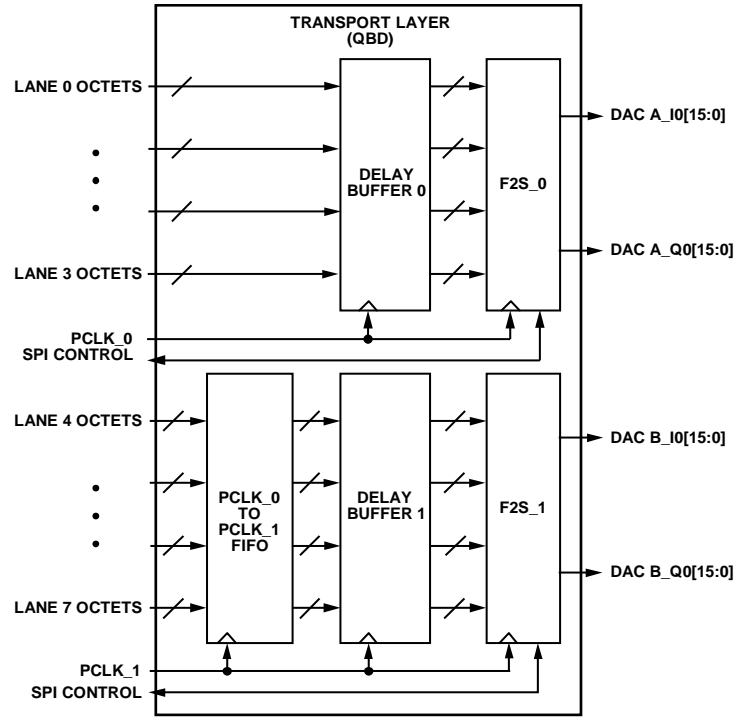 TRANSPORT LAYER
(QBD)
LANE 0 OCTETS
LANE 3 OCTETS
DELAY
BUFFER 0
F2S_0
DAC A_I0[15:0]
DAC A_Q0[15:0]
PCLK_0
SPI CONTROL
LANE 4 OCTETS
LANE 7 OCTETS
PCLK_0
TO
PCLK_1
FIFO
DELAY
BUFFER 1
F2S_1
DAC B_I0[15:0]
DAC B_Q0[15:0]
PCLK_1
SPI CONTROL